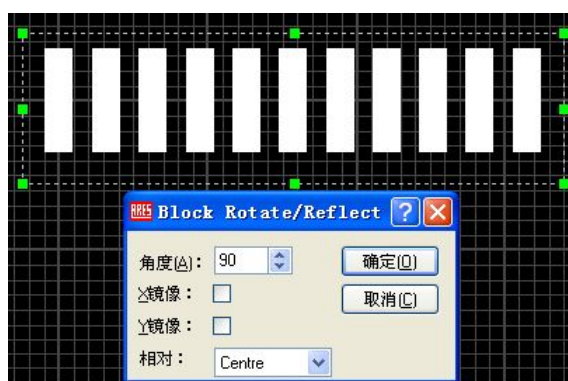 ARES Block Rotate/Reflect
角度(A): 90
确定(O)
X镜像:
取消(C)
Y镜像:
相对: Centre